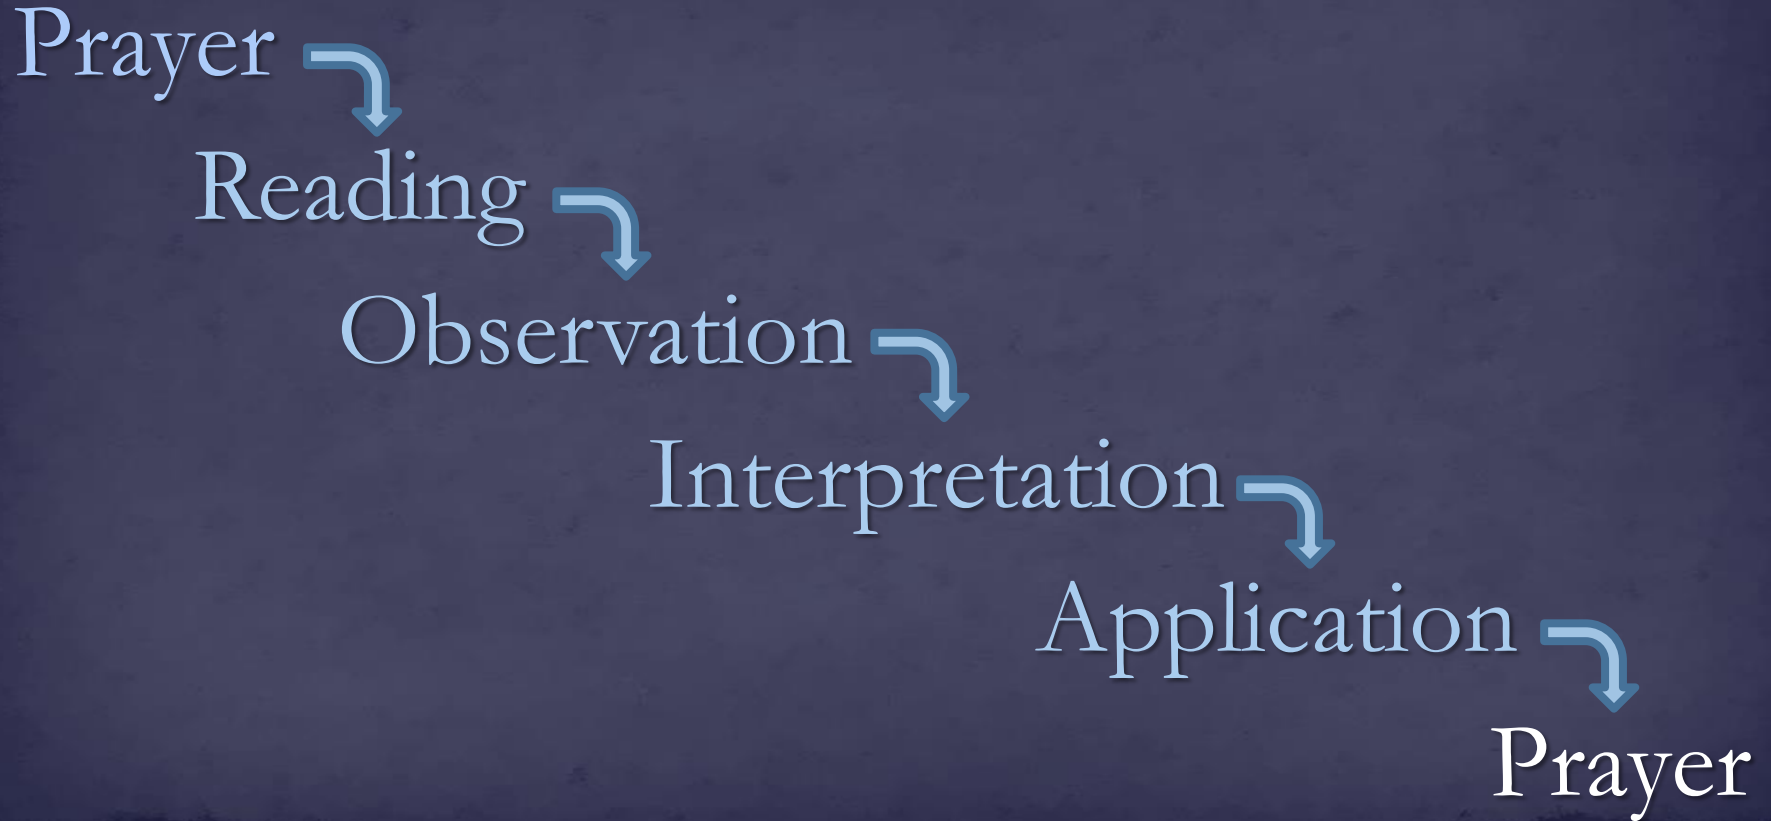 Prayer
Reading
Observation
Interpretation
Application
Prayer